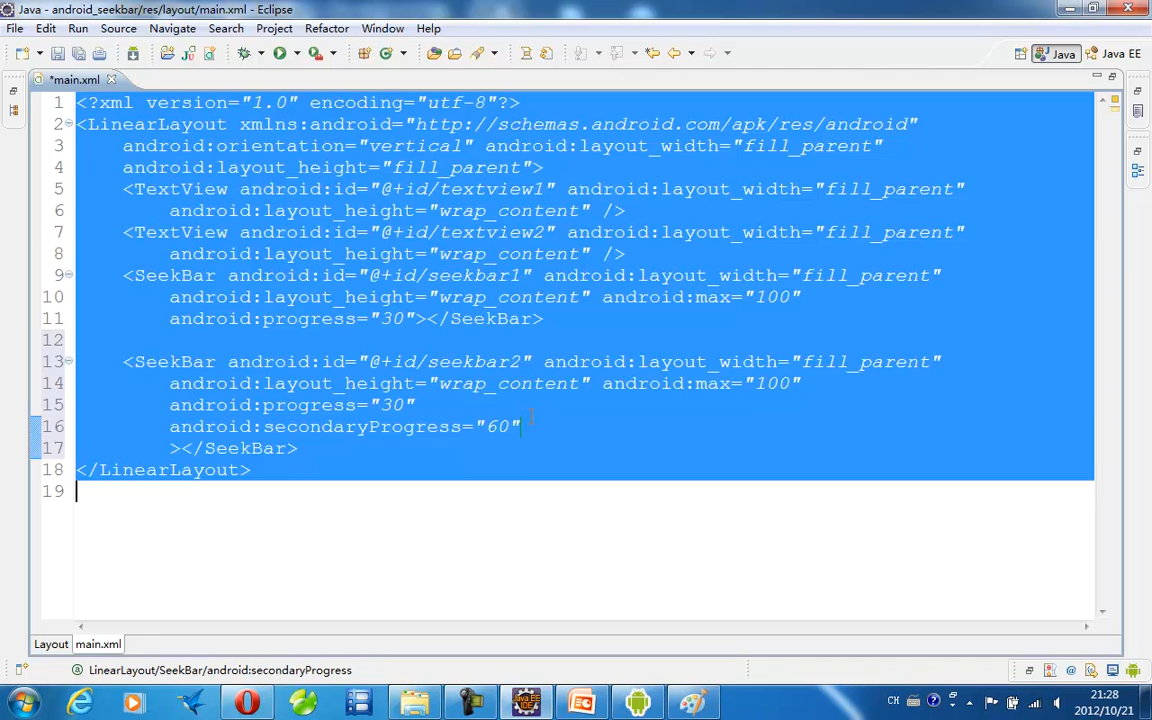 Java - android_seekbar/res/layout/main.xml - Eclipse
File Edit Run Source Navigate Search Project Refactor Window Help
Java Java EE
*main.xml
1 <?xml version="1.0" encoding="utf-8"?>
2 <LinearLayout xmlns:android="http://schemas.android.com/apk/res/android"
3 android:orientation="vertical" android:layout_width="fill_parent"
4 android:layout_height="fill_parent">
5 <TextView android:id="@+id/textview1" android:layout_width="fill_parent"
6 android:layout_height="wrap_content" />
7 <TextView android:id="@+id/textview2" android:layout_width="fill_parent"
8 android:layout_height="wrap_content" />
9 <SeekBar android:id="@+id/seekbar1" android:layout_width="fill_parent"
10 android:layout_height="wrap_content" android:max="100"
11 android:progress="30"></SeekBar>
12
13 <SeekBar android:id="@+id/seekbar2" android:layout_width="fill_parent"
14 android:layout_height="wrap_content" android:max="100"
15 android:progress="30"
16 android:secondaryProgress="60"
17 ></SeekBar>
18 </LinearLayout>
19
Layout main.xml
LinearLayout/SeekBar/android:secondaryProgress
CH 21:28
2012/10/21